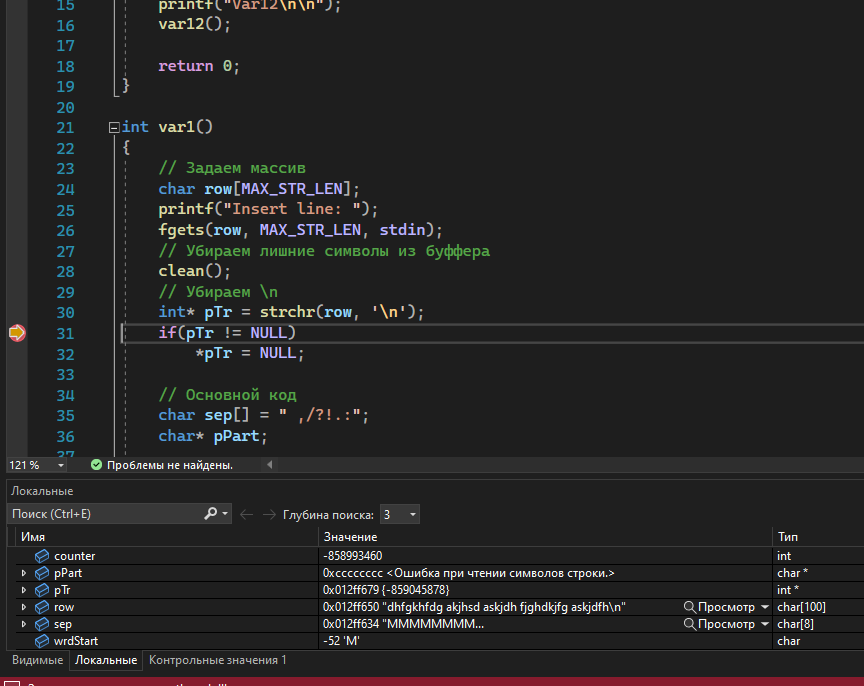 15 printf("Var12\n\n");
16 var12();
17
18 return 0;
19 }
20
21 int var1()
22 {
23 // Задаем массив
24 char row[MAX_STR_LEN];
25 printf("Insert line: ");
26 fgets(row, MAX_STR_LEN, stdin);
27 // Убираем лишние символы из буффера
28 clean();
29 // Убираем \n
30 int* pTr = strchr(row, '\n');
31 if(pTr != NULL)
32 *pTr = NULL;
33
34 // Основной код
35 char sep[] = " ,/?!.:";
36 char* pPart;
37
121 % Проблемы не найдены.
Локальные
Поиск (Ctrl+E) Глубина поиска: 3
Имя Значение Тип
counter -858993460 int
pPart 0xcccccccc <Ошибка при чтении символов строки.> char *
pTr 0x012ff679 {-859045878} int *
row 0x012ff650 "dhfgkhfdg akjhsd askjdh fjghdkjfg askjdfh\n" Просмотр char[100]
sep 0x012ff634 "MMMMMMMM... Просмотр char[8]
wrdStart -52 'M' char
Видимые Локальные Контрольные значения 1